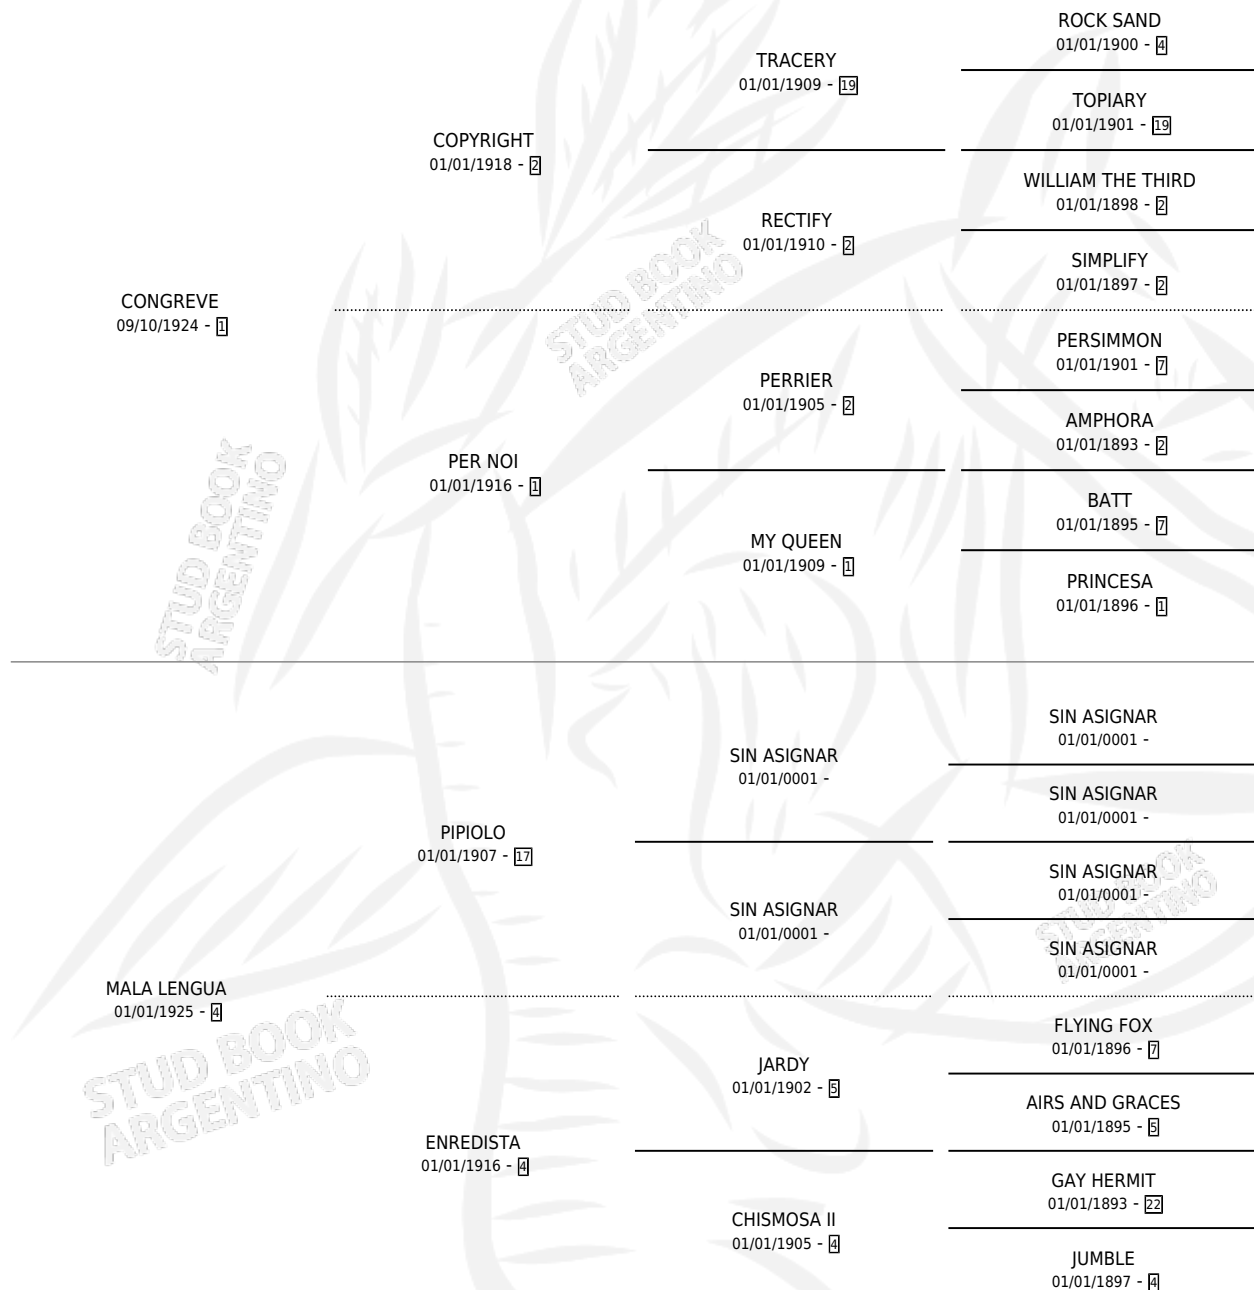 ROCK SAND
01/01/1900 - 4
TRACERY
01/01/1909 - 19
TOPIARY
01/01/1901 - 19
COPYRIGHT
01/01/1918 - 2
WILLIAM THE THIRD
01/01/1898 - 2
RECTIFY
01/01/1910 - 2
SIMPLIFY
01/01/1897 - 2
CONGREVE
09/10/1924 - 1
PERSIMMON
01/01/1901 - 7
PERRIER
01/01/1905 - 2
AMPHORA
01/01/1893 - 2
PER NOI
01/01/1916 - 1
BATT
01/01/1895 - 7
MY QUEEN
01/01/1909 - 1
PRINCESA
01/01/1896 - 1
STUD BOOK
ARGENTINO
STUD BOOK
ARGENTINO
SIN ASIGNAR
01/01/0001 -
SIN ASIGNAR
01/01/0001 -
SIN ASIGNAR
01/01/0001 -
PIPIOLO
01/01/1907 - 17
SIN ASIGNAR
01/01/0001 -
SIN ASIGNAR
01/01/0001 -
SIN ASIGNAR
01/01/0001 -
MALA LENGUA
01/01/1925 - 4
FLYING FOX
01/01/1896 - 7
JARDY
01/01/1902 - 5
AIRS AND GRACES
01/01/1895 - 5
ENREDISTA
01/01/1916 - 4
GAY HERMIT
01/01/1893 - 22
CHISMOSA II
01/01/1905 - 4
JUMBLE
01/01/1897 - 4
STUD BOOK
ARGENTINO
STUD BOOK
ARGENTINO